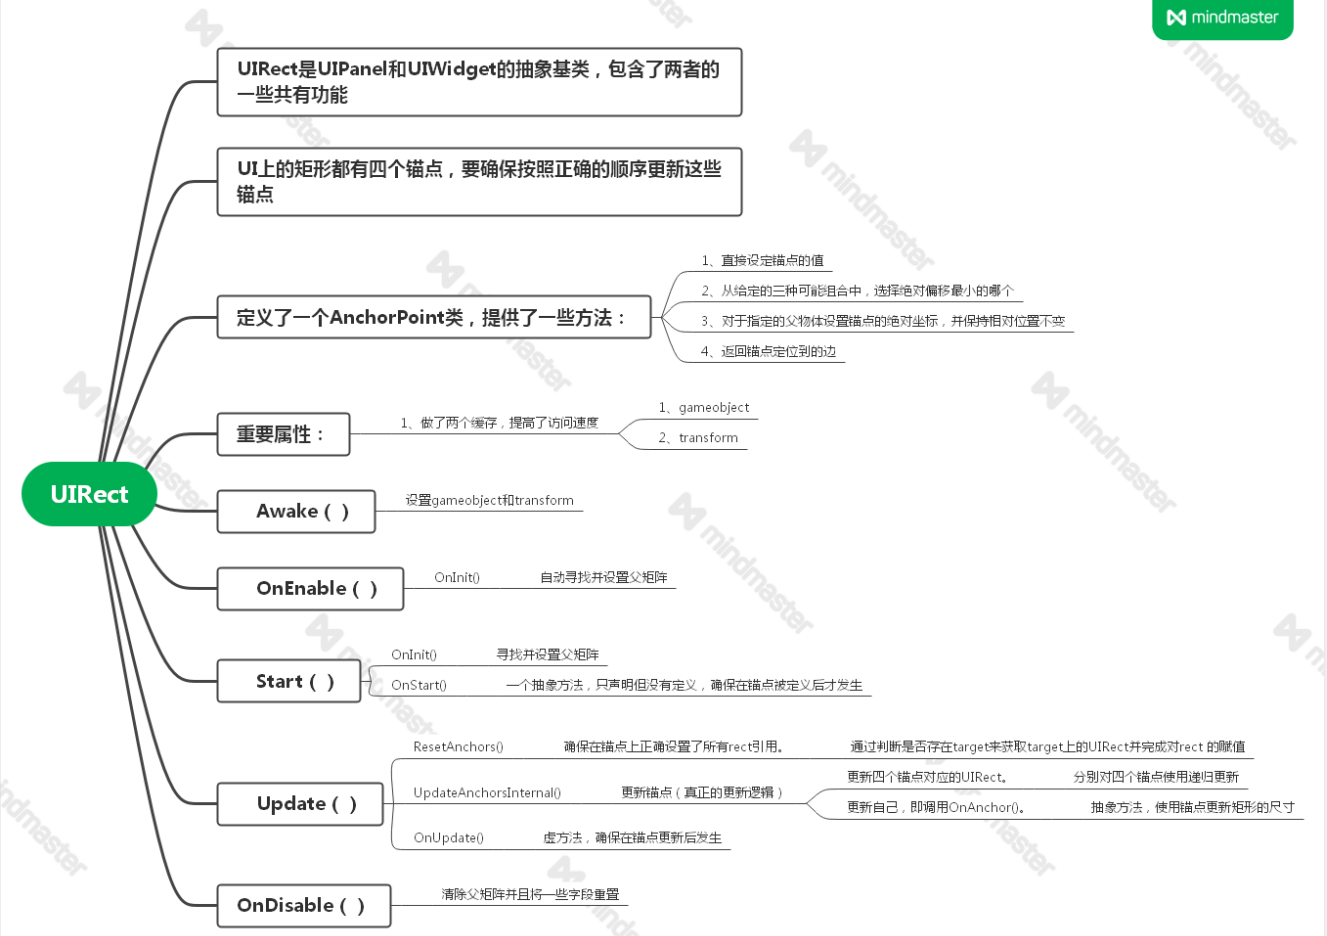 mindmaster
UIRect是UIPanel和UIWidget的抽象基类，包含了两者的
一些共有功能
UI上的矩形都有四个锚点，要确保按照正确的顺序更新这些
锚点
定义了一个AnchorPoint类，提供了一些方法：
1、直接设定锚点的值
2、从给定的三种可能组合中，选择绝对偏移最小的哪个
3、对于指定的父物体设置锚点的绝对坐标，并保持相对位置不变
4、返回锚点定位到的边
重要属性：
1、做了两个缓存，提高了访问速度
1、gameobject
2、transform
UIRect
Awake（ ）
设置gameobject和transform
OnEnable（ ）
OnInit()
自动寻找并设置父矩阵
Start（ ）
OnInit()
寻找并设置父矩阵
OnStart()
一个抽象方法，只声明但没有定义，确保在锚点被定义后才发生
Update（ ）
ResetAnchors()
确保在锚点上正确设置了所有rect引用。
通过判断是否存在target来获取target上的UIRect并完成对rect 的赋值
UpdateAnchorsInternal()
更新锚点（真正的更新逻辑）
更新四个锚点对应的UIRect。
分别对四个锚点使用递归更新
更新自己，即调用OnAnchor()。
抽象方法，使用锚点更新矩形的尺寸
OnUpdate()
虚方法，确保在锚点更新后发生
OnDisable（ ）
清除父矩阵并且将一些字段重置